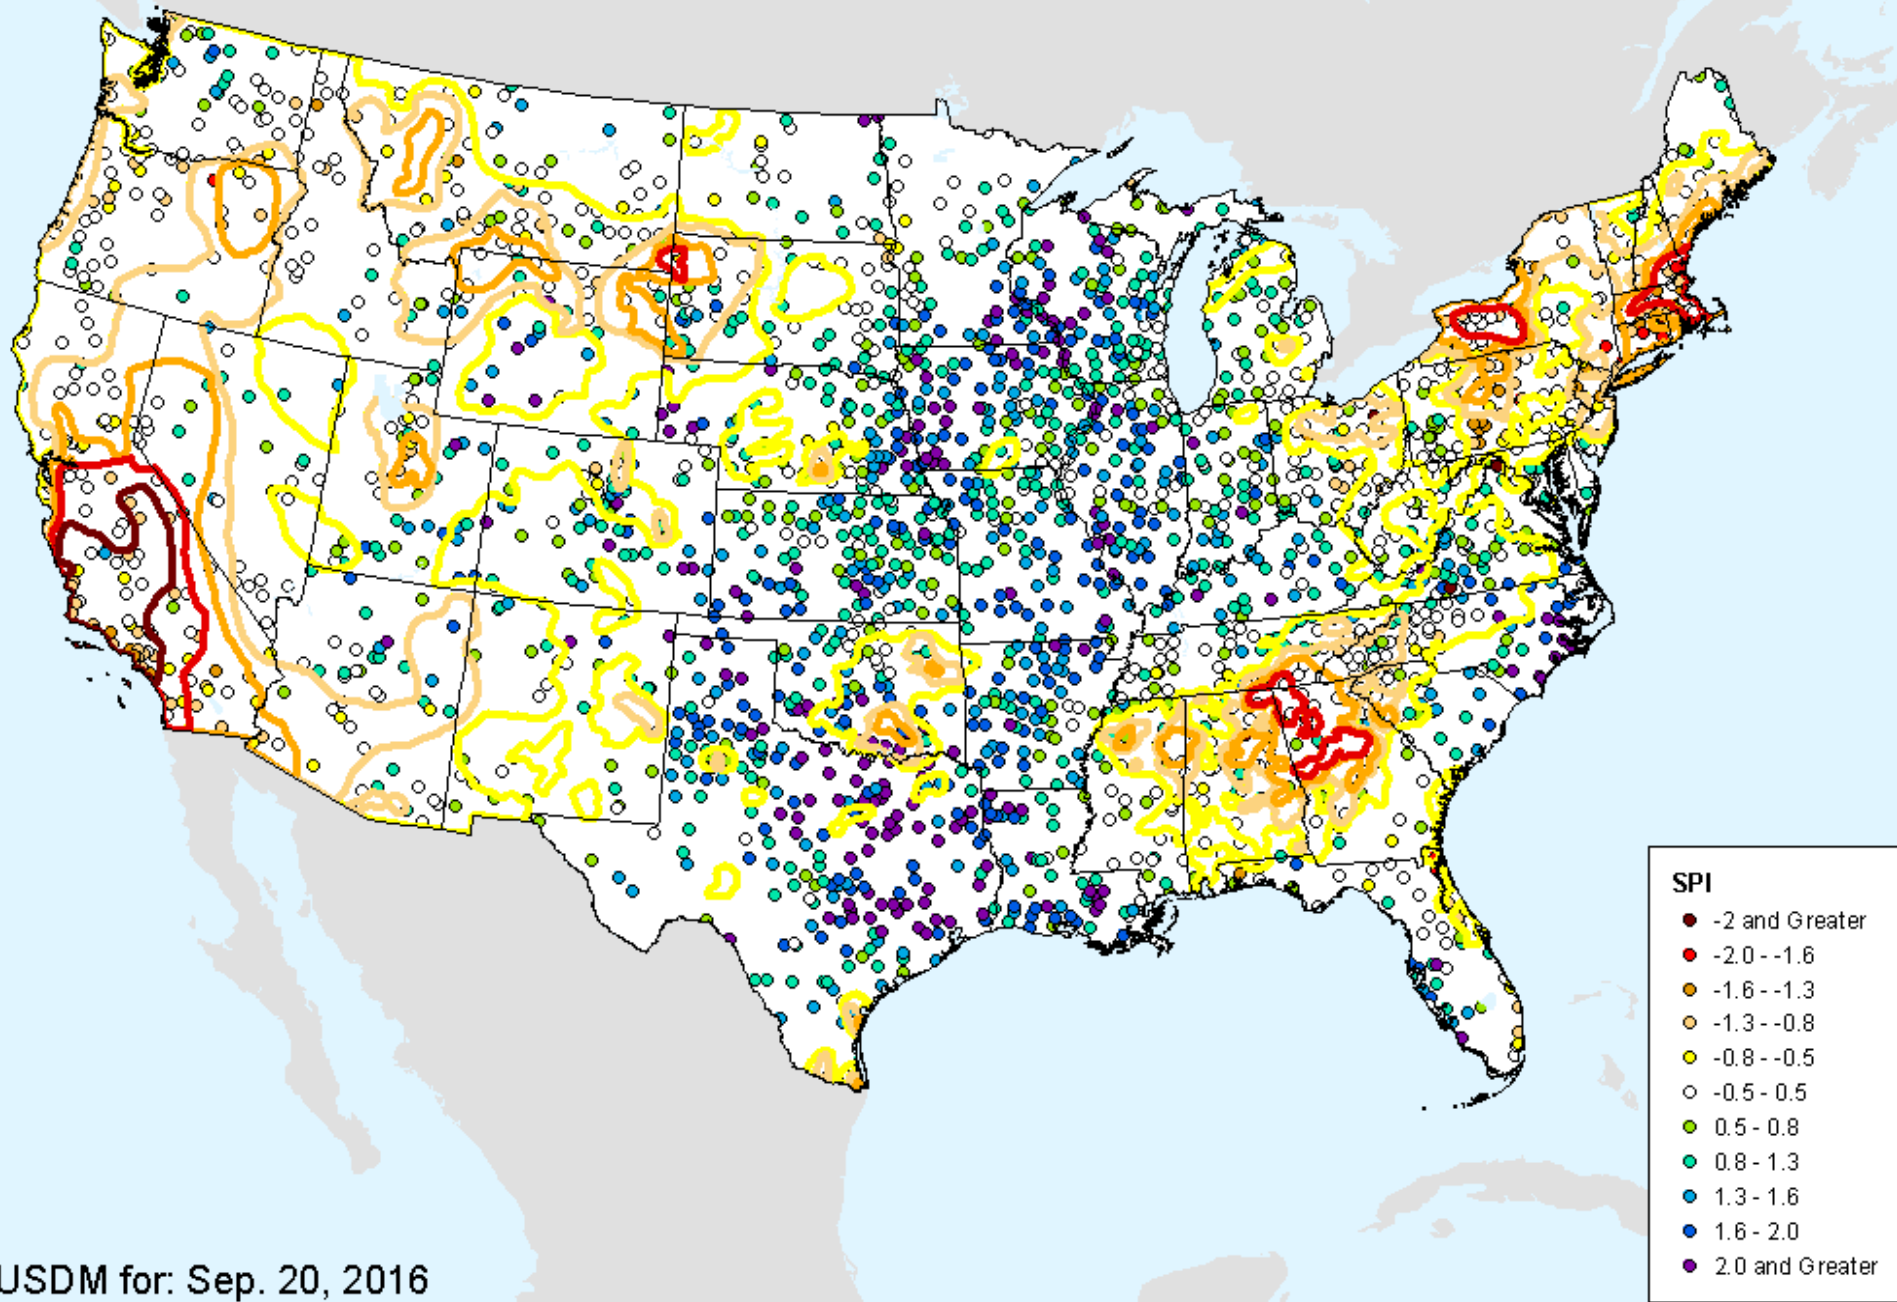 SPI
-2 and Greater
-2.0 - -1.6
-1.6 - -1.3
-1.3 - -0.8
-0.8 - -0.5
-0.5 - 0.5
0.5 - 0.8
0.8 - 1.3
1.3 - 1.6
1.6 - 2.0
2.0 and Greater
USDM for: Sep. 20, 2016